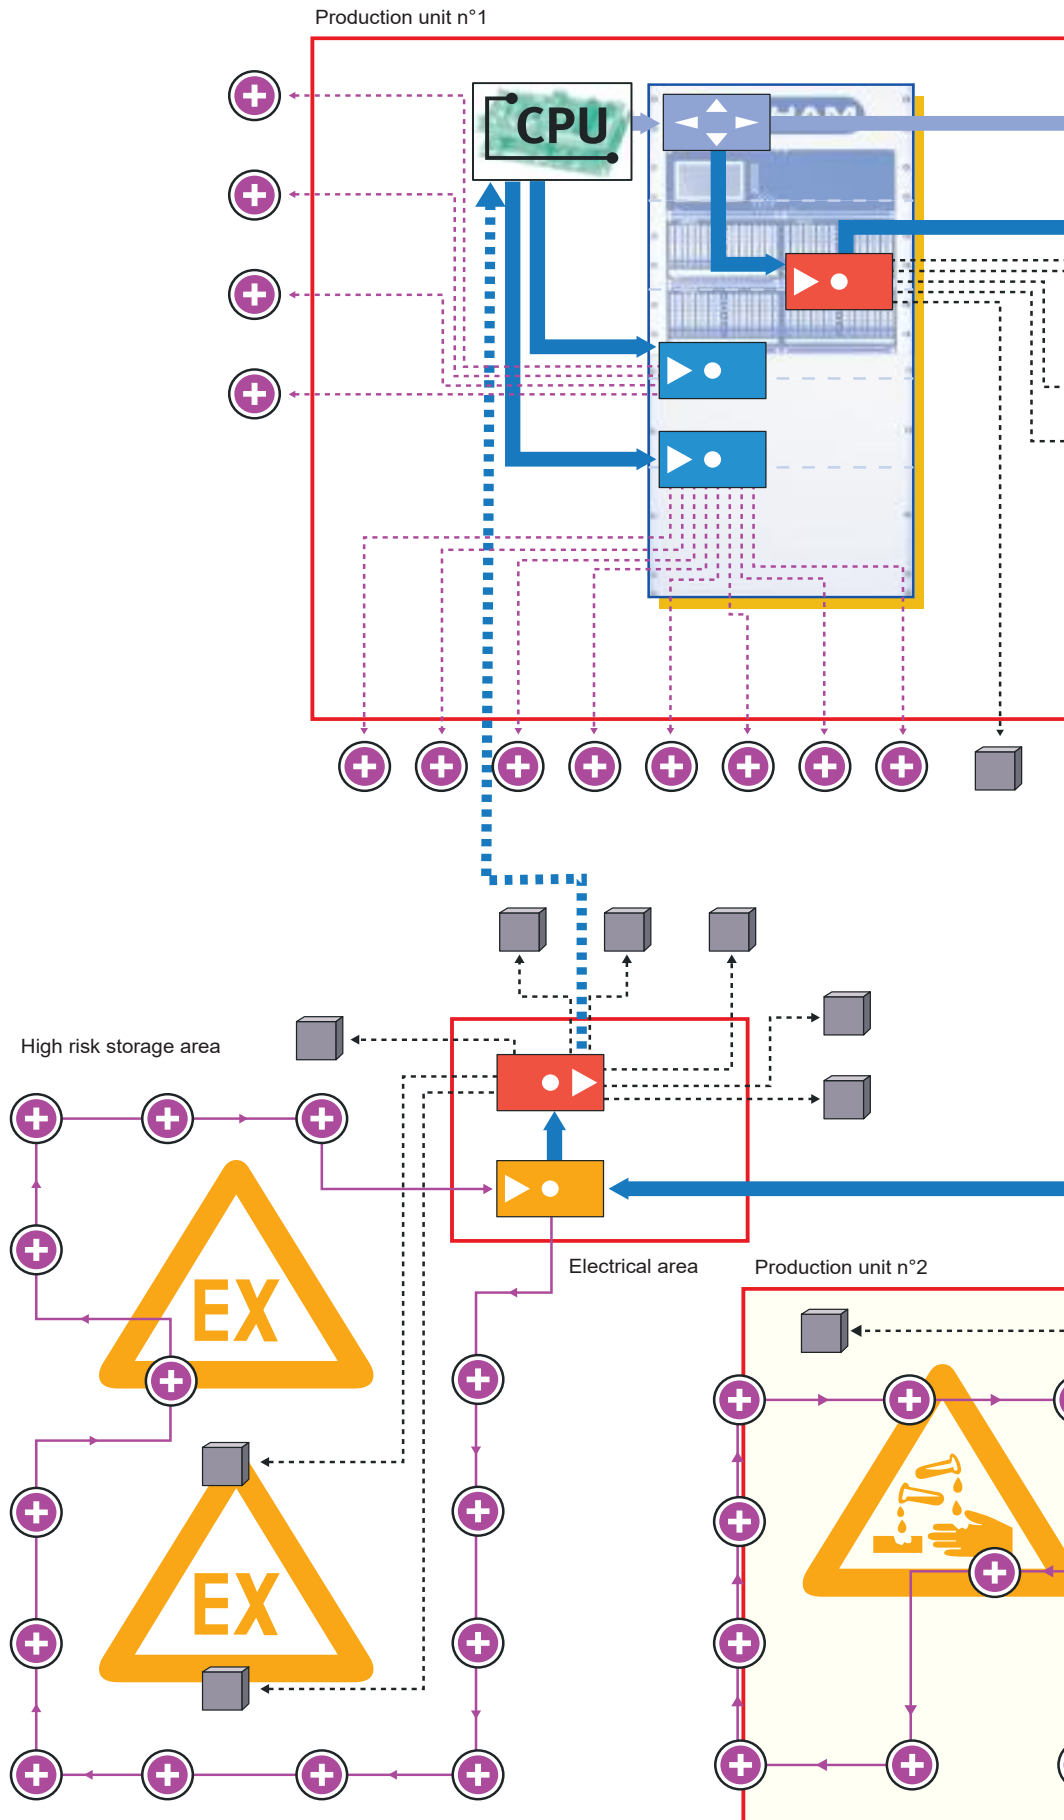 Production unit n°1
CPU
High risk storage area
EX
Electrical area
Production unit n°2
EX